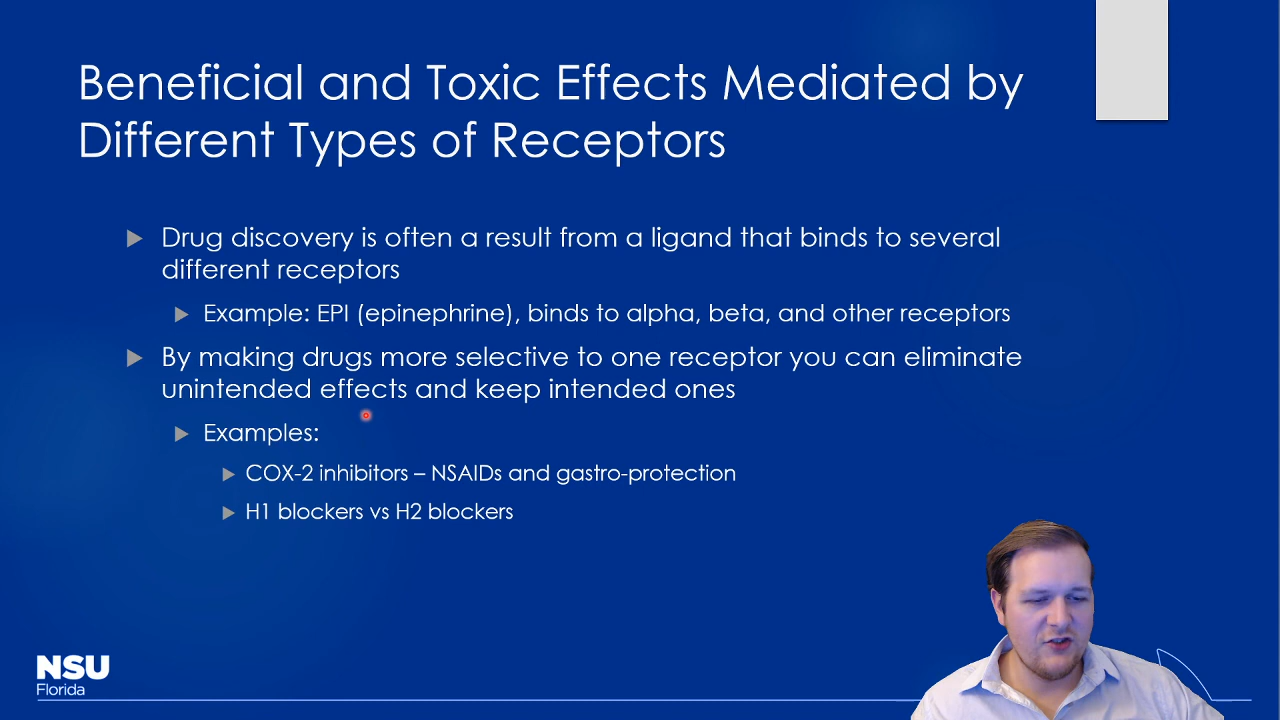 Beneficial and Toxic Effects Mediated by
Different Types of Receptors
Drug discovery is often a result from a ligand that binds to several
different receptors
Example: EPI (epinephrine), binds to alpha, beta, and other receptors
By making drugs more selective to one receptor you can eliminate
unintended effects and keep intended ones
Examples:
COX-2 inhibitors – NSAIDs and gastro-protection
H1 blockers vs H2 blockers
NSU
Florida